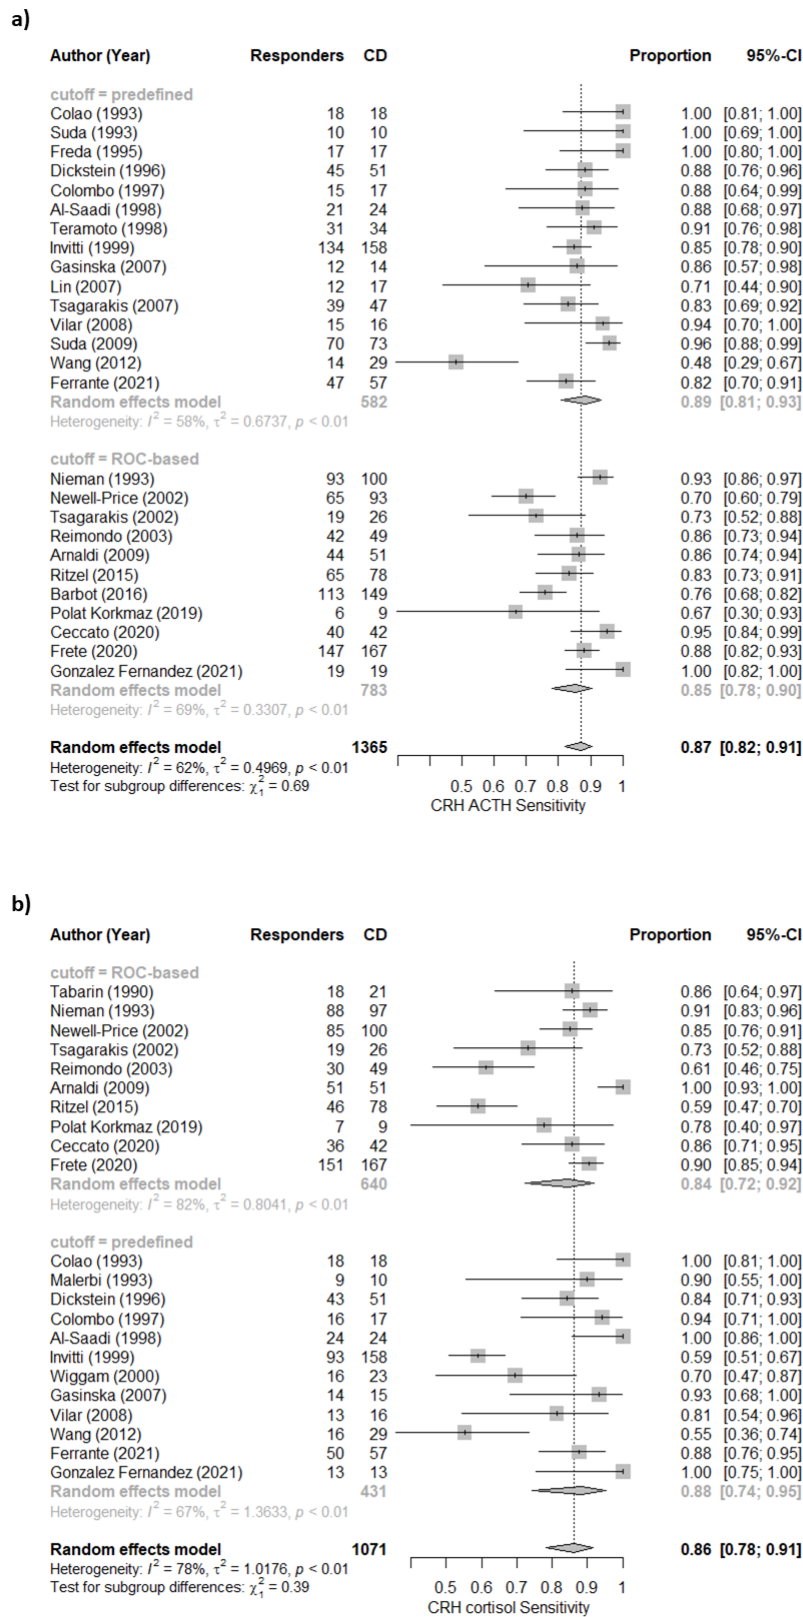 a)
Author (Year) Responders CD Proportion 95%-CI
cutoff = predefined
Colao (1993) 18 18 1.00 [0.81; 1.00]
Suda (1993) 10 10 1.00 [0.69; 1.00]
Freda (1995) 17 17 1.00 [0.80; 1.00]
Dickstein (1996) 45 51 0.88 [0.76; 0.96]
Colombo (1997) 15 17 0.88 [0.64; 0.99]
Al-Saadi (1998) 21 24 0.88 [0.68; 0.97]
Teramoto (1998) 31 34 0.91 [0.76; 0.98]
Invitti (1999) 134 158 0.85 [0.78; 0.90]
Gasinska (2007) 12 14 0.86 [0.57; 0.98]
Lin (2007) 12 17 0.71 [0.44; 0.90]
Tsagarakis (2007) 39 47 0.83 [0.69; 0.92]
Vilar (2008) 15 16 0.94 [0.70; 1.00]
Suda (2009) 70 73 0.96 [0.88; 0.99]
Wang (2012) 14 29 0.48 [0.29; 0.67]
Ferrante (2021) 47 57 0.82 [0.70; 0.91]
Random effects model 582 0.89 [0.81; 0.93]
Heterogeneity: I² = 58%, τ² = 0.6737, p < 0.01
cutoff = ROC-based
Nieman (1993) 93 100 0.93 [0.86; 0.97]
Newell-Price (2002) 65 93 0.70 [0.60; 0.79]
Tsagarakis (2002) 19 26 0.73 [0.52; 0.88]
Reimondo (2003) 42 49 0.86 [0.73; 0.94]
Arnaldi (2009) 44 51 0.86 [0.74; 0.94]
Ritzel (2015) 65 78 0.83 [0.73; 0.91]
Barbot (2016) 113 149 0.76 [0.68; 0.82]
Polat Korkmaz (2019) 6 9 0.67 [0.30; 0.93]
Ceccato (2020) 40 42 0.95 [0.84; 0.99]
Frete (2020) 147 167 0.88 [0.82; 0.93]
Gonzalez Fernandez (2021) 19 19 1.00 [0.82; 1.00]
Random effects model 783 0.85 [0.78; 0.90]
Heterogeneity: I² = 69%, τ² = 0.3307, p < 0.01
Random effects model 1365 0.87 [0.82; 0.91]
Heterogeneity: I² = 62%, τ² = 0.4969, p < 0.01
Test for subgroup differences: χ²₁ = 0.69
0.5 0.6 0.7 0.8 0.9 1
CRH ACTH Sensitivity
b)
Author (Year) Responders CD Proportion 95%-CI
cutoff = ROC-based
Tabarin (1990) 18 21 0.86 [0.64; 0.97]
Nieman (1993) 88 97 0.91 [0.83; 0.96]
Newell-Price (2002) 85 100 0.85 [0.76; 0.91]
Tsagarakis (2002) 19 26 0.73 [0.52; 0.88]
Reimondo (2003) 30 49 0.61 [0.46; 0.75]
Arnaldi (2009) 51 51 1.00 [0.93; 1.00]
Ritzel (2015) 46 78 0.59 [0.47; 0.70]
Polat Korkmaz (2019) 7 9 0.78 [0.40; 0.97]
Ceccato (2020) 36 42 0.86 [0.71; 0.95]
Frete (2020) 151 167 0.90 [0.85; 0.94]
Random effects model 640 0.84 [0.72; 0.92]
Heterogeneity: I² = 82%, τ² = 0.8041, p < 0.01
cutoff = predefined
Colao (1993) 18 18 1.00 [0.81; 1.00]
Malerbi (1993) 9 10 0.90 [0.55; 1.00]
Dickstein (1996) 43 51 0.84 [0.71; 0.93]
Colombo (1997) 16 17 0.94 [0.71; 1.00]
Al-Saadi (1998) 24 24 1.00 [0.86; 1.00]
Invitti (1999) 93 158 0.59 [0.51; 0.67]
Wiggam (2000) 16 23 0.70 [0.47; 0.87]
Gasinska (2007) 14 15 0.93 [0.68; 1.00]
Vilar (2008) 13 16 0.81 [0.54; 0.96]
Wang (2012) 16 29 0.55 [0.36; 0.74]
Ferrante (2021) 50 57 0.88 [0.76; 0.95]
Gonzalez Fernandez (2021) 13 13 1.00 [0.75; 1.00]
Random effects model 431 0.88 [0.74; 0.95]
Heterogeneity: I² = 67%, τ² = 1.3633, p < 0.01
Random effects model 1071 0.86 [0.78; 0.91]
Heterogeneity: I² = 78%, τ² = 1.0176, p < 0.01
Test for subgroup differences: χ²₁ = 0.39
0.5 0.6 0.7 0.8 0.9 1
CRH cortisol Sensitivity